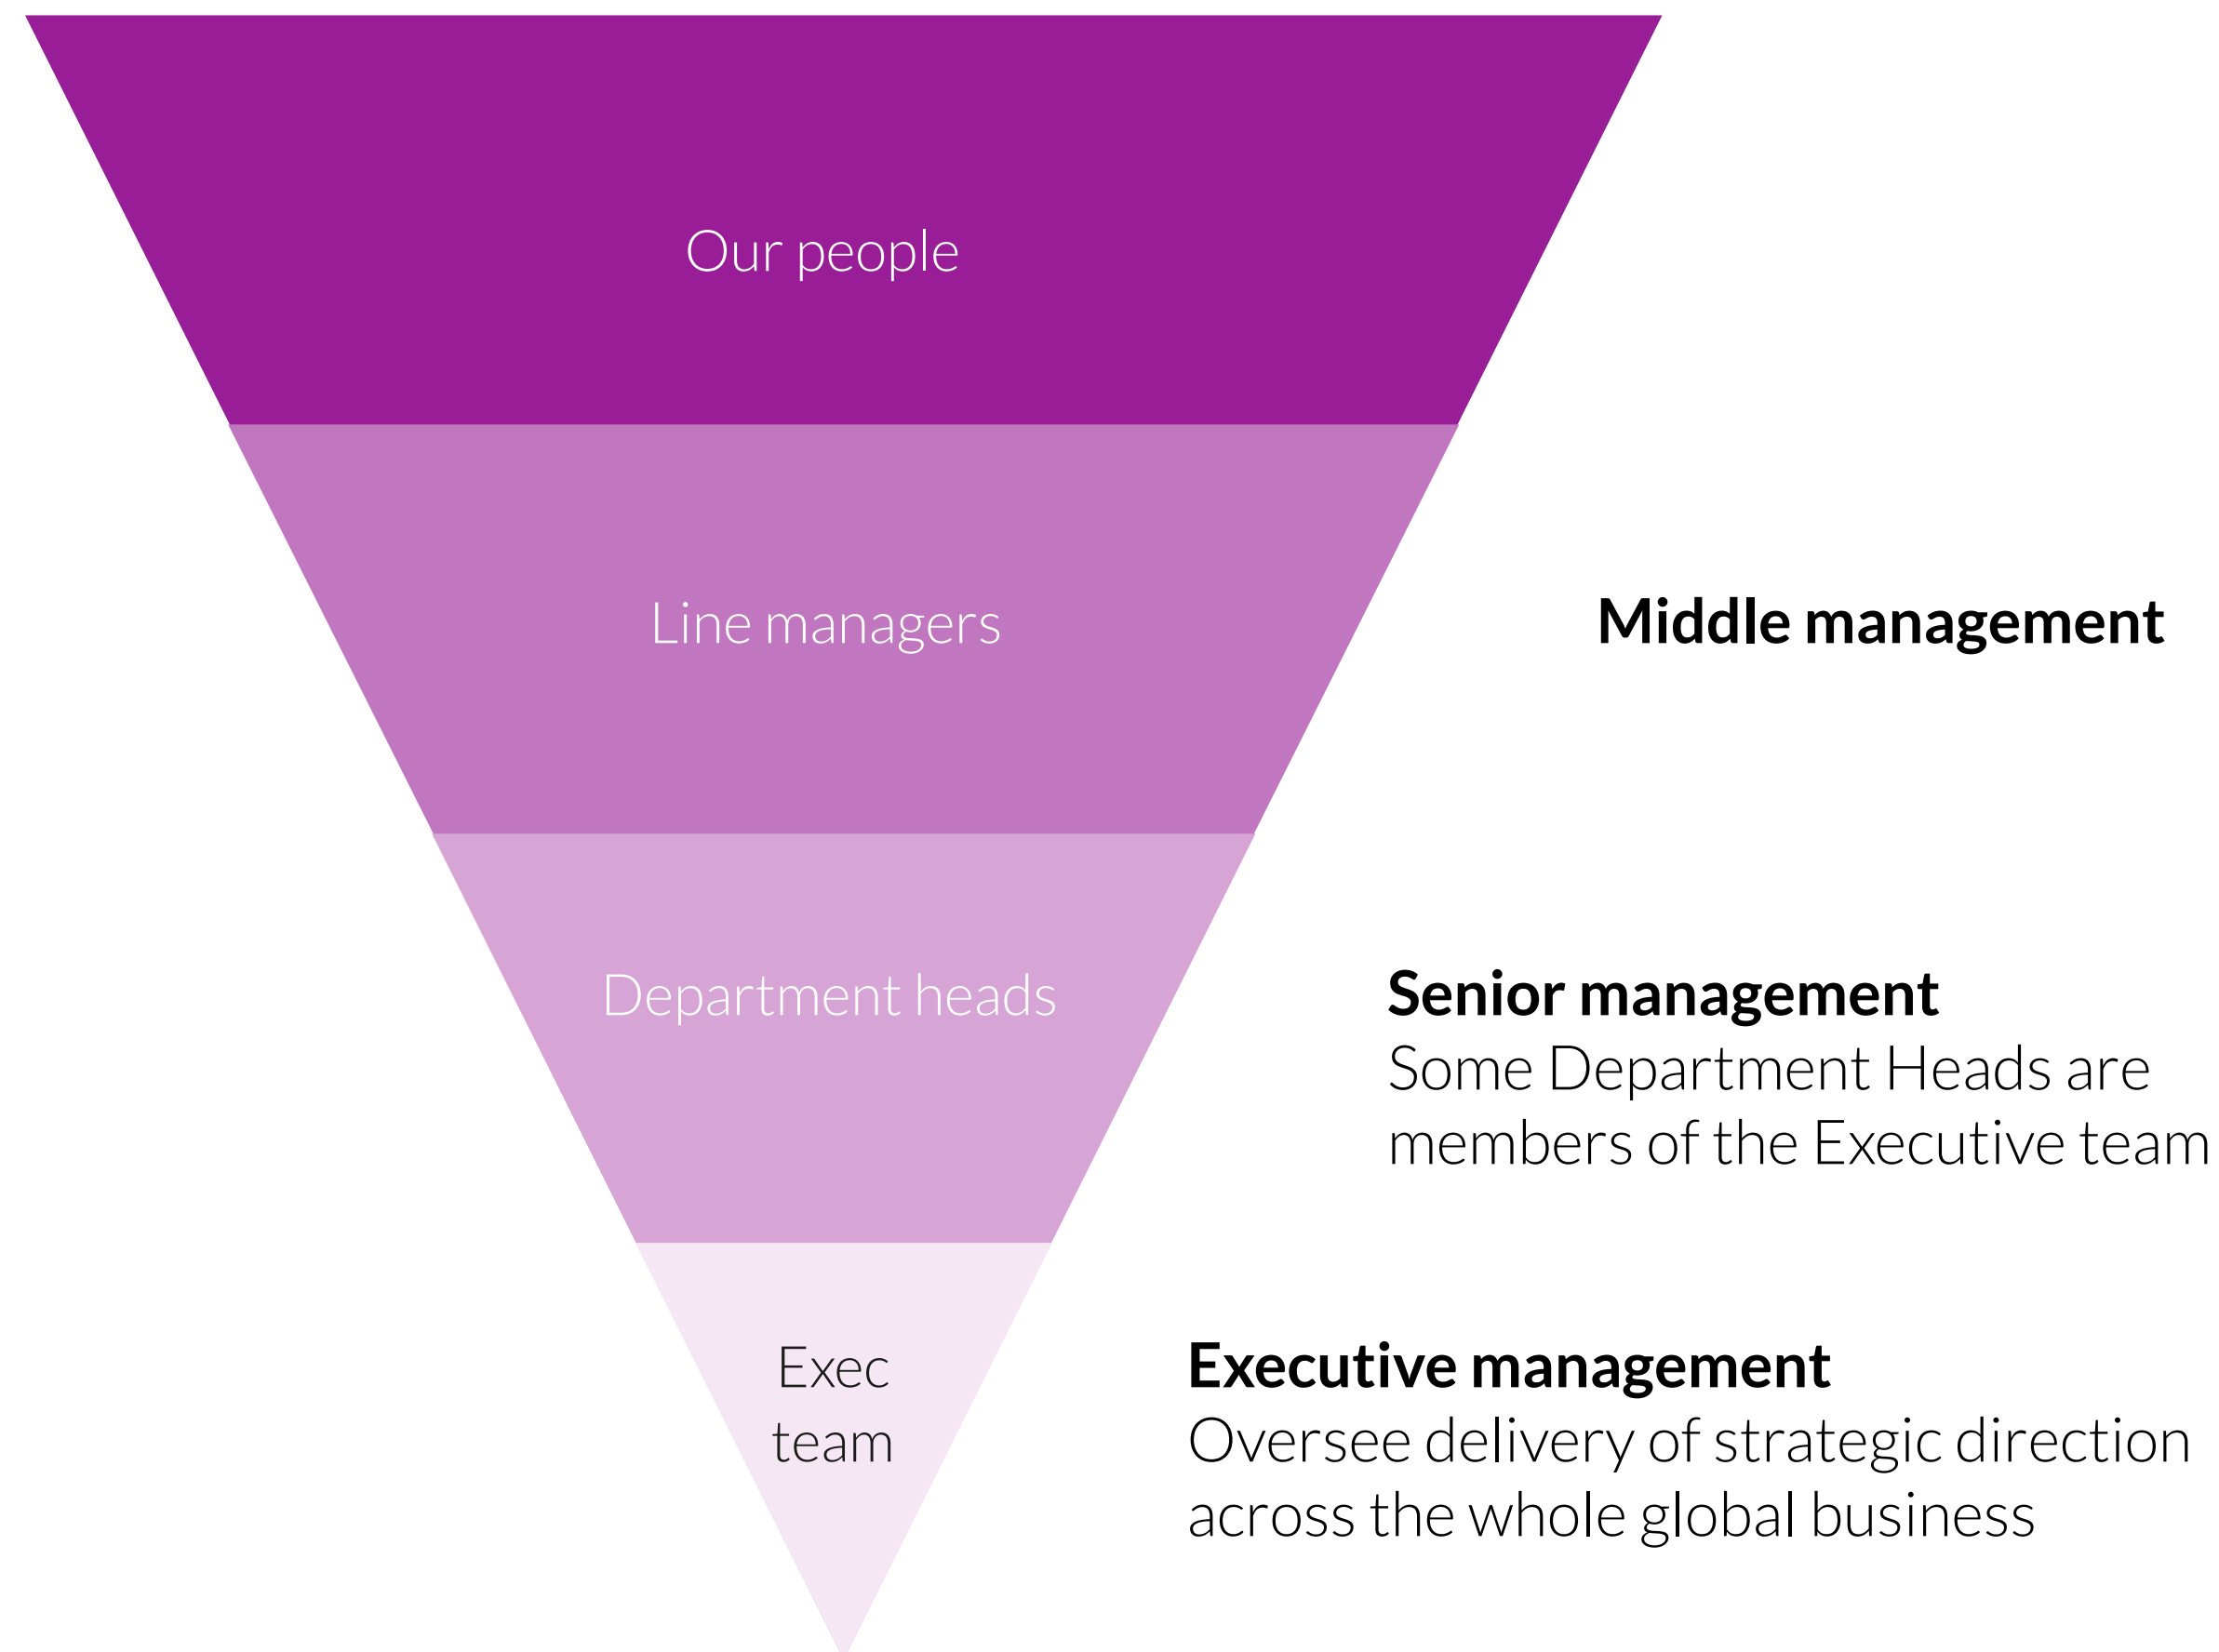 Our people
Line managers
Middle management
Department heads
Senior management
Some Department Heads are
members of the Executive team
Exec
team
Executive management
Oversee delivery of strategic direction
across the whole global business